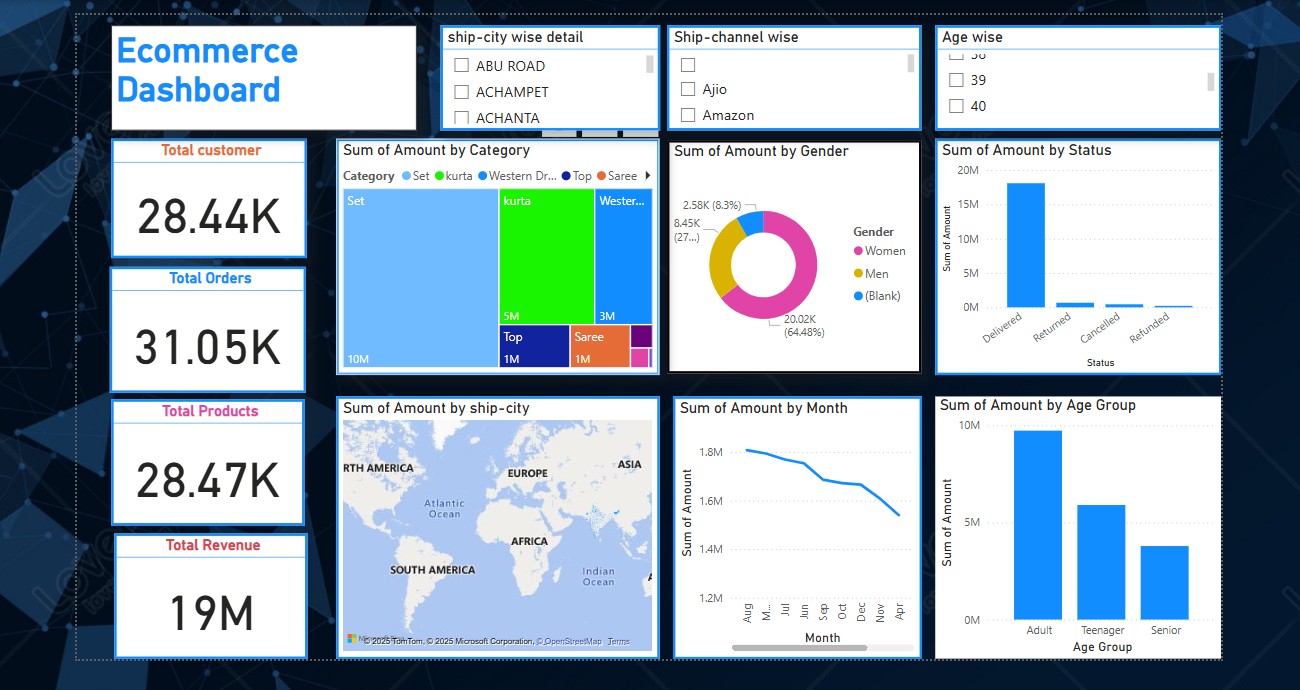 Ecommerce
Dashboard
ship-city wise detail
ABU ROAD
ACHAMPET
ACHANTA
Ship-channel wise
Ajio
Amazon
Age wise
38
39
40
Total customer
28.44K
Total Orders
31.05K
Total Products
28.47K
Total Revenue
19M
Sum of Amount by Category
Category Set kurta Western Dr... Top Saree
Set
10M
kurta
5M
Wester...
3M
Top
1M
Saree
1M
Sum of Amount by Gender
2.58K (8.3%)
8.45K
(27...)
20.02K
(64.48%)
Gender
Women
Men
(Blank)
Sum of Amount by Status
Sum of Amount
20M
15M
10M
5M
0M
Delivered
Returned
Cancelled
Refunded
Status
Sum of Amount by ship-city
RTH AMERICA
EUROPE
ASIA
Atlantic
Ocean
AFRICA
SOUTH AMERICA
Indian
Ocean
© 2025 TomTom, © 2025 Microsoft Corporation, © OpenStreetMap Terms
Sum of Amount by Month
Sum of Amount
1.8M
1.6M
1.4M
1.2M
Aug
M...
Jul
Jun
Sep
Oct
Dec
Nov
Apr
Month
Sum of Amount by Age Group
Sum of Amount
10M
5M
0M
Adult
Teenager
Senior
Age Group